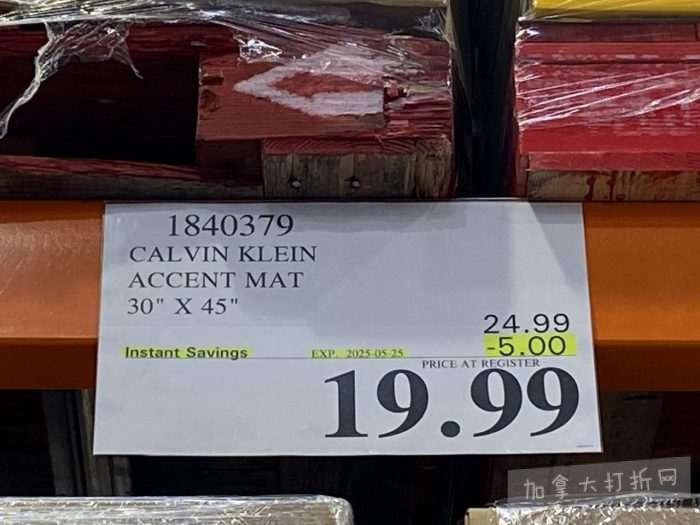 1840379
CALVIN KLEIN
ACCENT MAT
30" X 45"
24.99
Instant Savings EXP. 2025-05-25 -5.00
PRICE AT REGISTER
19.99
加拿大打折网